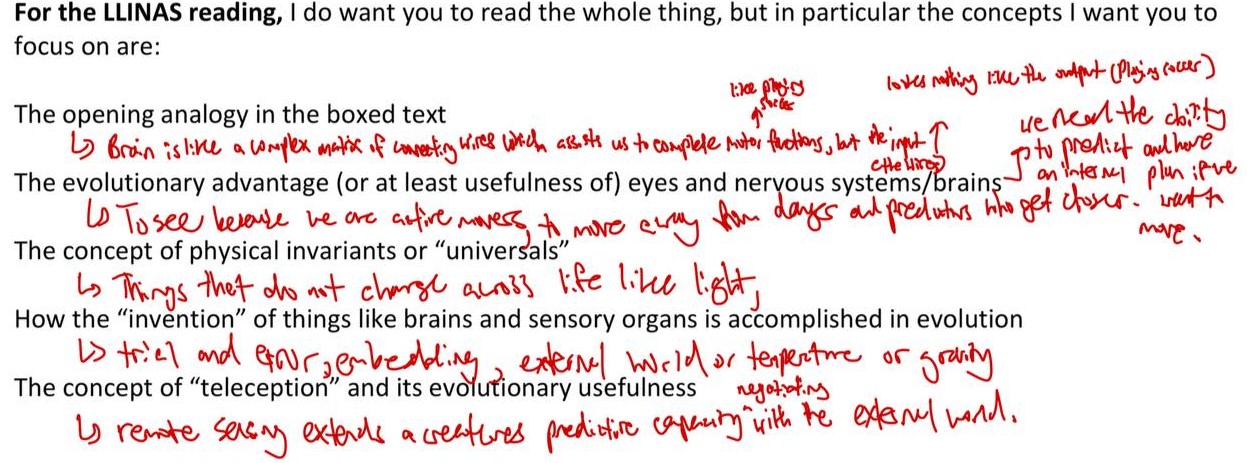 For the LLINAS reading, I do want you to read the whole thing, but in particular the concepts I want you to
focus on are:
like playing soccer
looks nothing like the output (Playing soccer)
The opening analogy in the boxed text
↳ Brain is like a complex matrix of connecting wires which assists us to complete motor functions, but the input ↑
(the wires)
we need the ability
to predict and have
an internal plan if we
want to
move.
The evolutionary advantage (or at least usefulness of) eyes and nervous systems/brains
↳ To see because we are active movers, to move away from dangers and predators who get closer.
The concept of physical invariants or “universals”
↳ Things that do not change across life like light,
How the “invention” of things like brains and sensory organs is accomplished in evolution
↳ trial and error, embedding, external world or temperature or gravity
The concept of “teleception” and its evolutionary usefulness
negotiating
↳ remote sensing extends a creatures predictive capacity ^ with the external world.